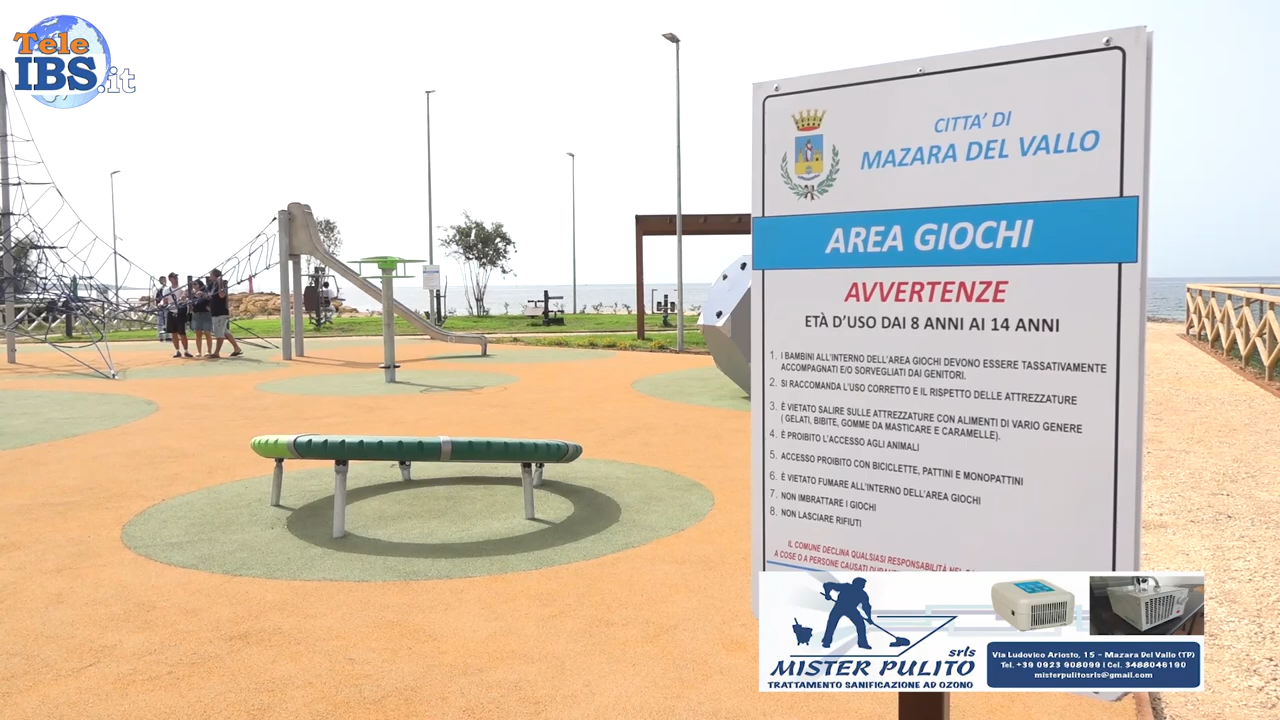 Tele
IBS.it
CITTA' DI
MAZARA DEL VALLO
AREA GIOCHI
AVVERTENZE
ETÀ D'USO DAI 8 ANNI AI 14 ANNI
1. I BAMBINI ALL'INTERNO DELL'AREA GIOCHI DEVONO ESSERE TASSATIVAMENTE
ACCOMPAGNATI E/O SORVEGLIATI DAI GENITORI.
2. SI RACCOMANDA L'USO CORRETTO E IL RISPETTO DELLE ATTREZZATURE
3. È VIETATO SALIRE SULLE ATTREZZATURE CON ALIMENTI DI VARIO GENERE
( GELATI, BIBITE, GOMME DA MASTICARE E CARAMELLE).
4. È PROIBITO L'ACCESSO AGLI ANIMALI
5. ACCESSO PROIBITO CON BICICLETTE, PATTINI E MONOPATTINI
6. È VIETATO FUMARE ALL'INTERNO DELL'AREA GIOCHI
7. NON IMBRATTARE I GIOCHI
8. NON LASCIARE RIFIUTI
IL COMUNE DECLINA QUALSIASI RESPONSABILITÀ NEL
A COSE O A PERSONE CAUSATI
srls
MISTER PULITO
TRATTAMENTO SANIFICAZIONE AD OZONO
Via Ludovico Ariosto, 15 - Mazara Del Vallo (TP)
Tel. +39 0923 908099 | Cel. 3488046190
misterpulitosrls@gmail.com